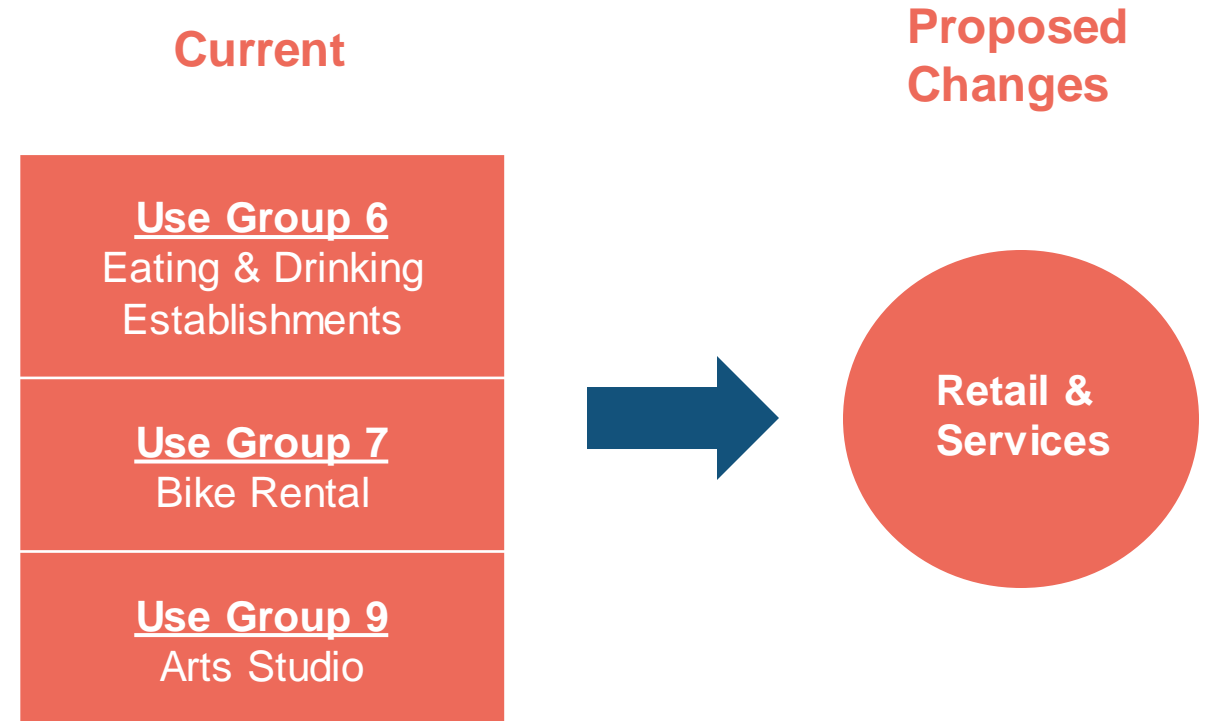 Current
Proposed
Changes
Use Group 6
Eating & Drinking
Establishments
Use Group 7
Bike Rental
Use Group 9
Arts Studio
Retail &
Services